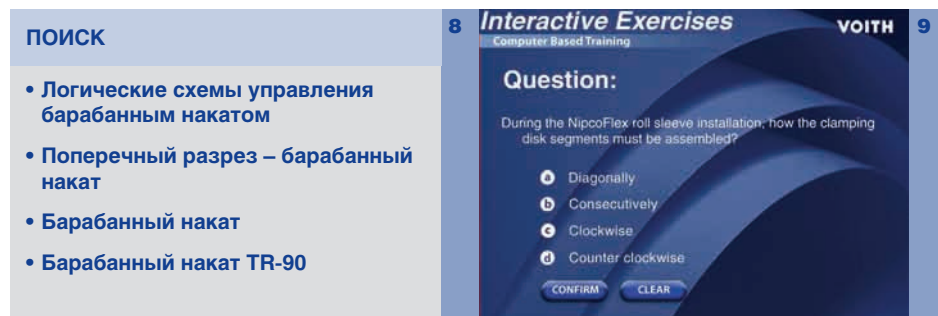 ПОИСК
• Логические схемы управления
барабанным накатом
• Поперечный разрез – барабанный
накат
• Барабанный накат
• Барабанный накат TR-90
8
Interactive Exercises
VOITH
Computer Based Training
Question:
During the NipcoFlex roll sleeve installation, how the clamping
disk segments must be assembled?
a Diagonally
b Consecutively
c Clockwise
d Counter clockwise
CONFIRM CLEAR
9